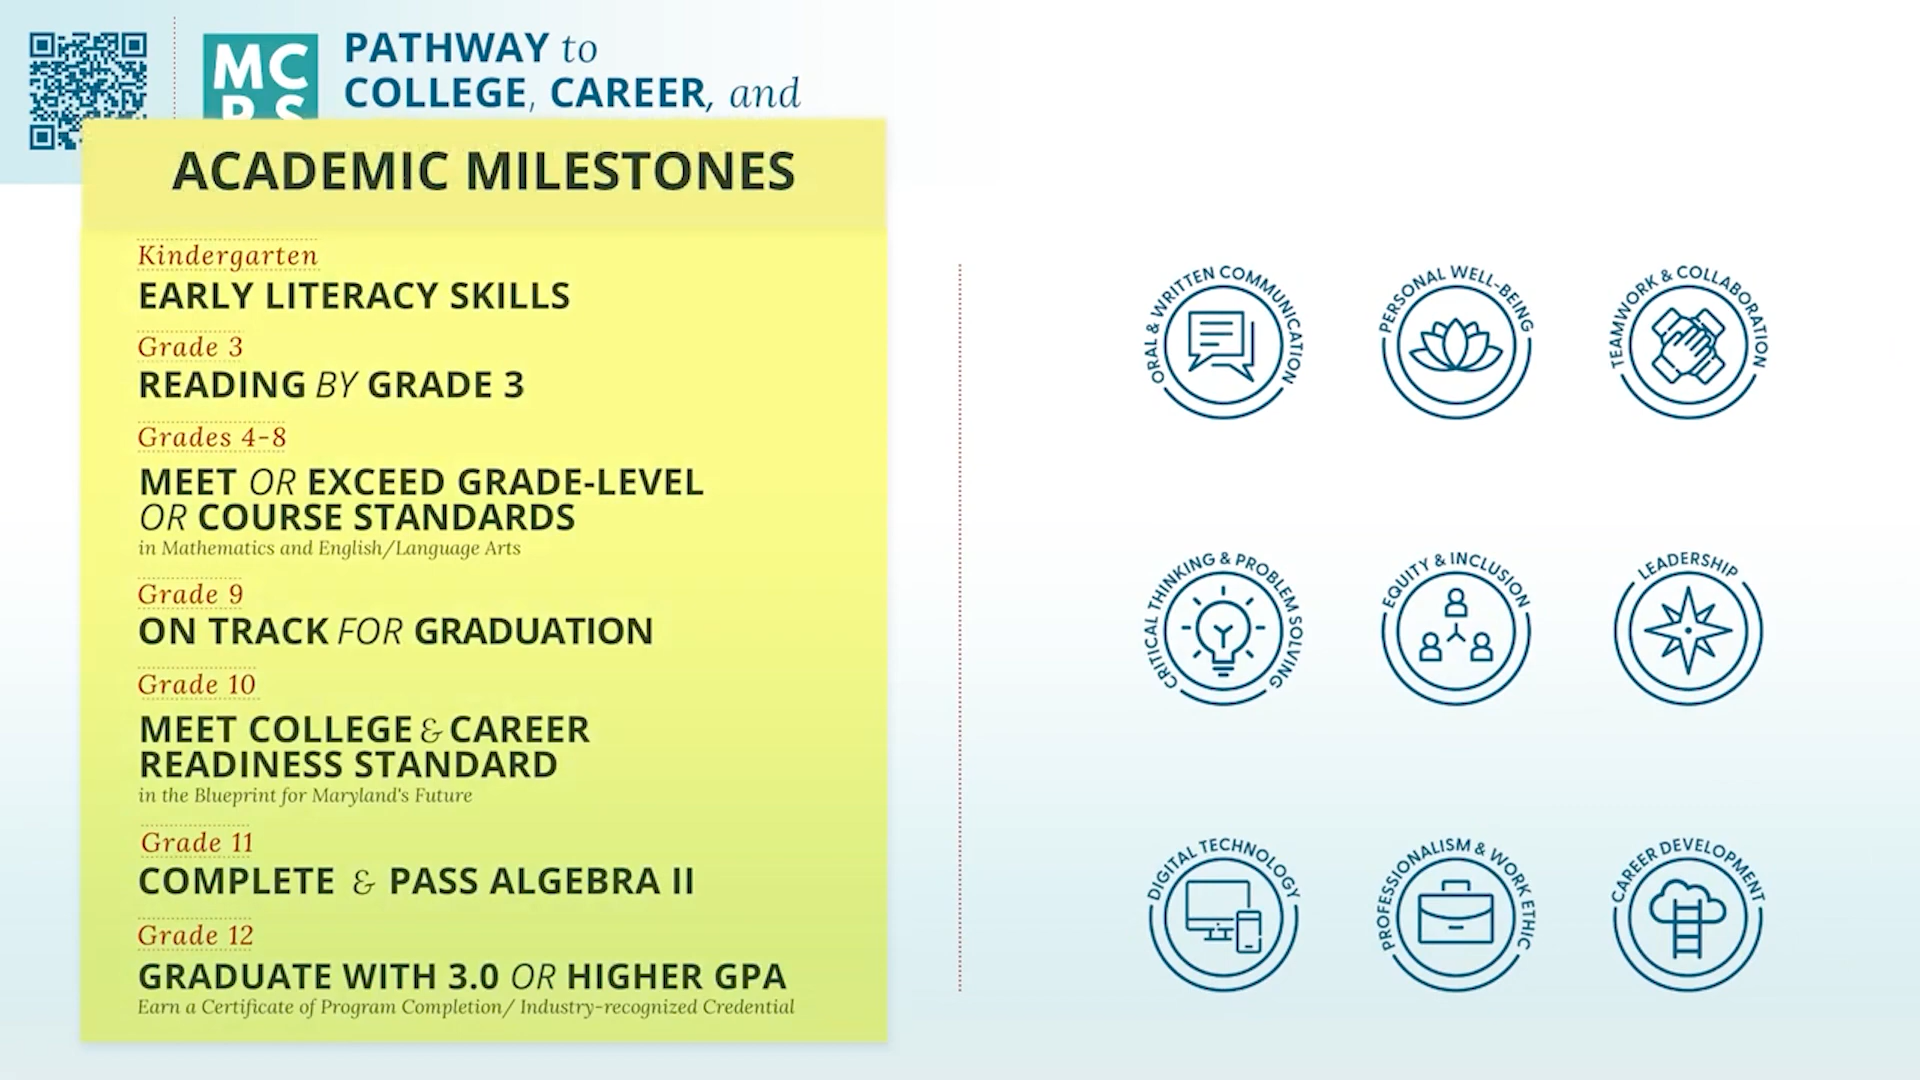 MC
PS
PATHWAY to
COLLEGE, CAREER, and
ACADEMIC MILESTONES
Kindergarten
EARLY LITERACY SKILLS
Grade 3
READING BY GRADE 3
Grades 4-8
MEET OR EXCEED GRADE-LEVEL
OR COURSE STANDARDS
in Mathematics and English/Language Arts
Grade 9
ON TRACK FOR GRADUATION
Grade 10
MEET COLLEGE & CAREER
READINESS STANDARD
in the Blueprint for Maryland's Future
Grade 11
COMPLETE & PASS ALGEBRA II
Grade 12
GRADUATE WITH 3.0 OR HIGHER GPA
Earn a Certificate of Program Completion/ Industry-recognized Credential
ORAL & WRITTEN COMMUNICATION
PERSONAL WELL-BEING
TEAMWORK & COLLABORATION
CRITICAL THINKING & PROBLEM SOLVING
EQUITY & INCLUSION
LEADERSHIP
DIGITAL TECHNOLOGY
PROFESSIONALISM & WORK ETHIC
CAREER DEVELOPMENT